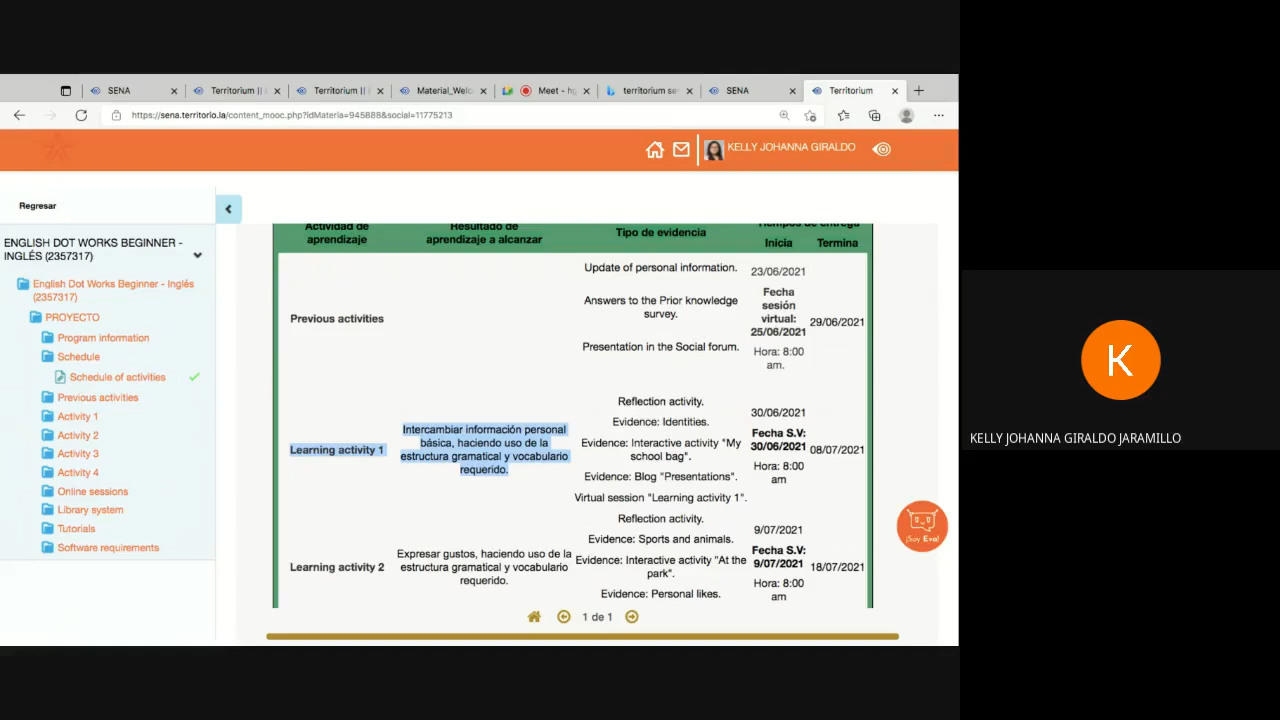 SENA
Territorium || 
Territorium || 
Material_Welc
Meet - hg
territorium se
SENA
Territorium
https://sena.territorio.la/content_mooc.php?idMateria=945888&social=11775213
KELLY JOHANNA GIRALDO
Regresar
ENGLISH DOT WORKS BEGINNER -
INGLÉS (2357317)
English Dot Works Beginner - Inglés
(2357317)
PROYECTO
Program information
Schedule
Schedule of activities
Previous activities
Activity 1
Activity 2
Activity 3
Activity 4
Online sessions
Library system
Tutorials
Software requirements
Actividad de
aprendizaje
Resultado de
aprendizaje a alcanzar
Tipo de evidencia
Tiempos de entrega
Inicia
Termina
Previous activities
Update of personal information.
Answers to the Prior knowledge
survey.
Presentation in the Social forum.
23/06/2021
Fecha
sesión
virtual:
25/06/2021
Hora: 8:00
am.
29/06/2021
Learning activity 1
Intercambiar información personal
básica, haciendo uso de la
estructura gramatical y vocabulario
requerido.
Reflection activity.
Evidence: Identities.
Evidence: Interactive activity "My
school bag".
Evidence: Blog "Presentations".
Virtual session "Learning activity 1".
30/06/2021
Fecha S.V:
30/06/2021
Hora: 8:00
am
08/07/2021
Learning activity 2
Expresar gustos, haciendo uso de la
estructura gramatical y vocabulario
requerido.
Reflection activity.
Evidence: Sports and animals.
Evidence: Interactive activity "At the
park".
Evidence: Personal likes.
9/07/2021
Fecha S.V:
9/07/2021
Hora: 8:00
am
18/07/2021
1 de 1
¡Soy Eva!
K
KELLY JOHANNA GIRALDO JARAMILLO